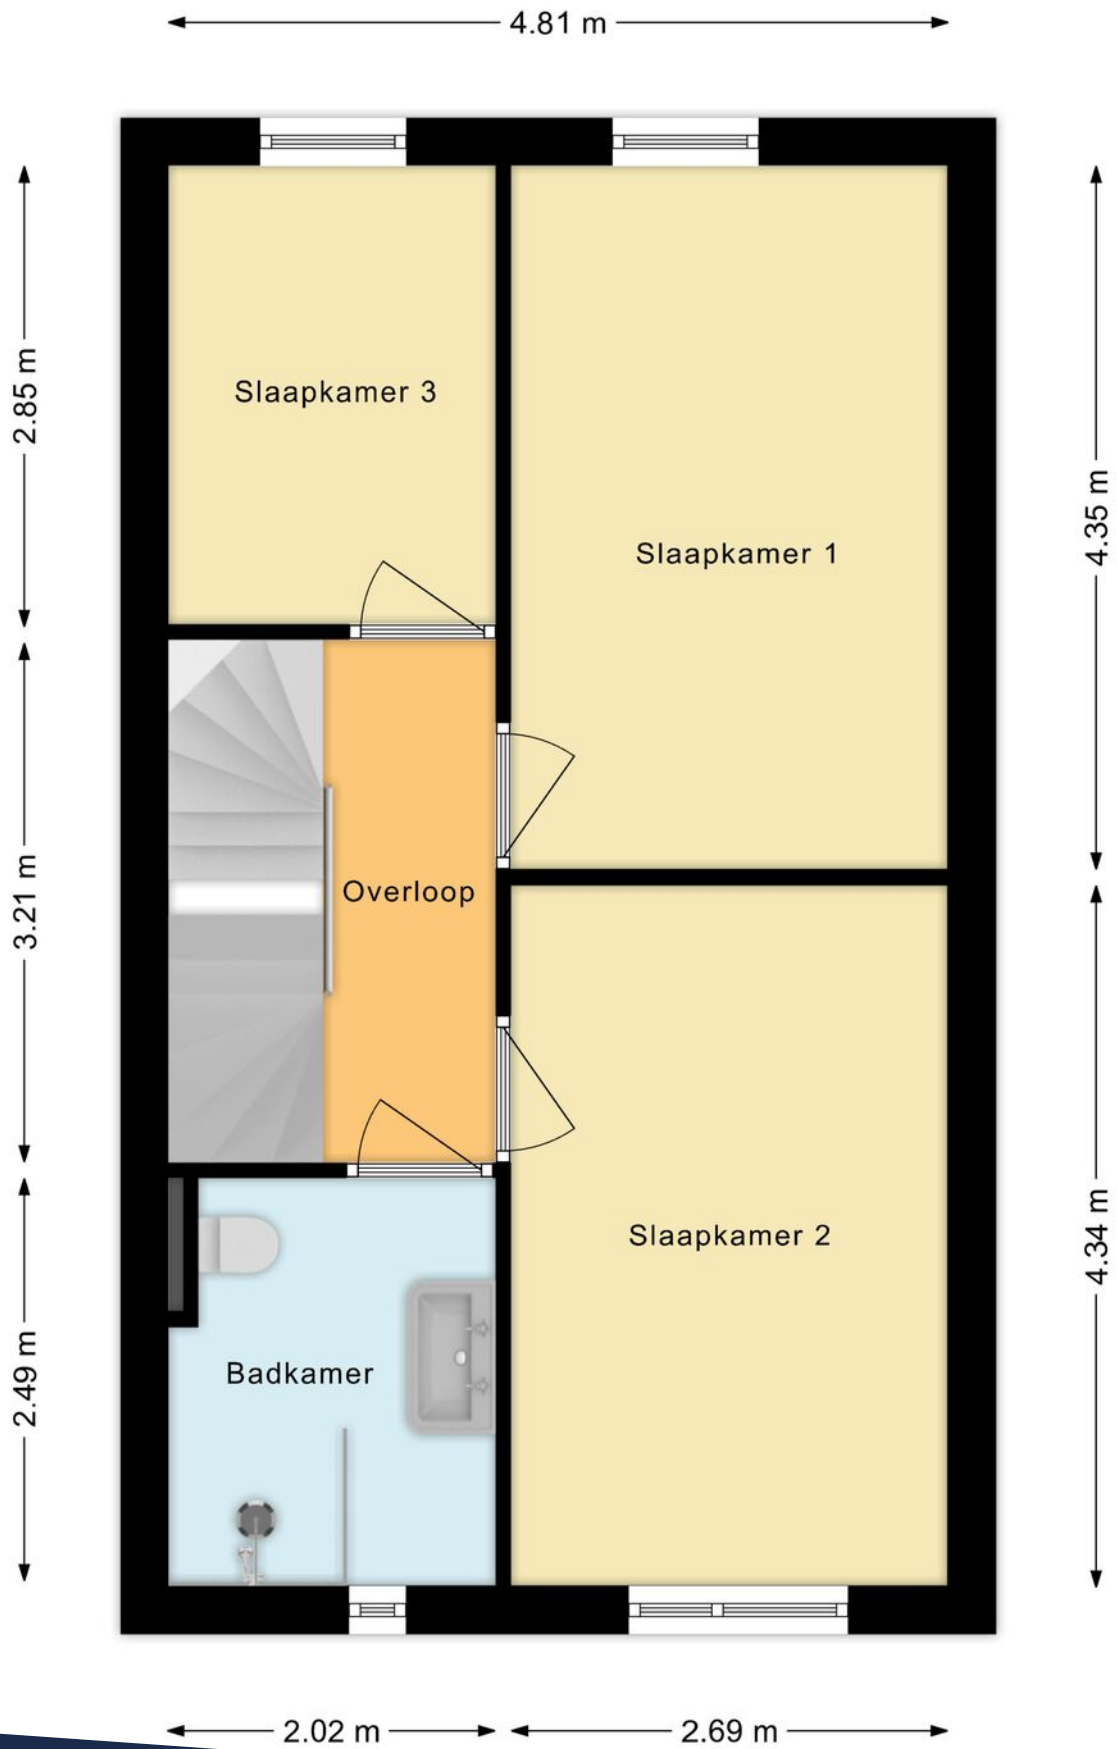 4.81 m
2.85 m
Slaapkamer 3
4.35 m
Slaapkamer 1
3.21 m
Overloop
4.34 m
Slaapkamer 2
2.49 m
Badkamer
2.02 m
2.69 m